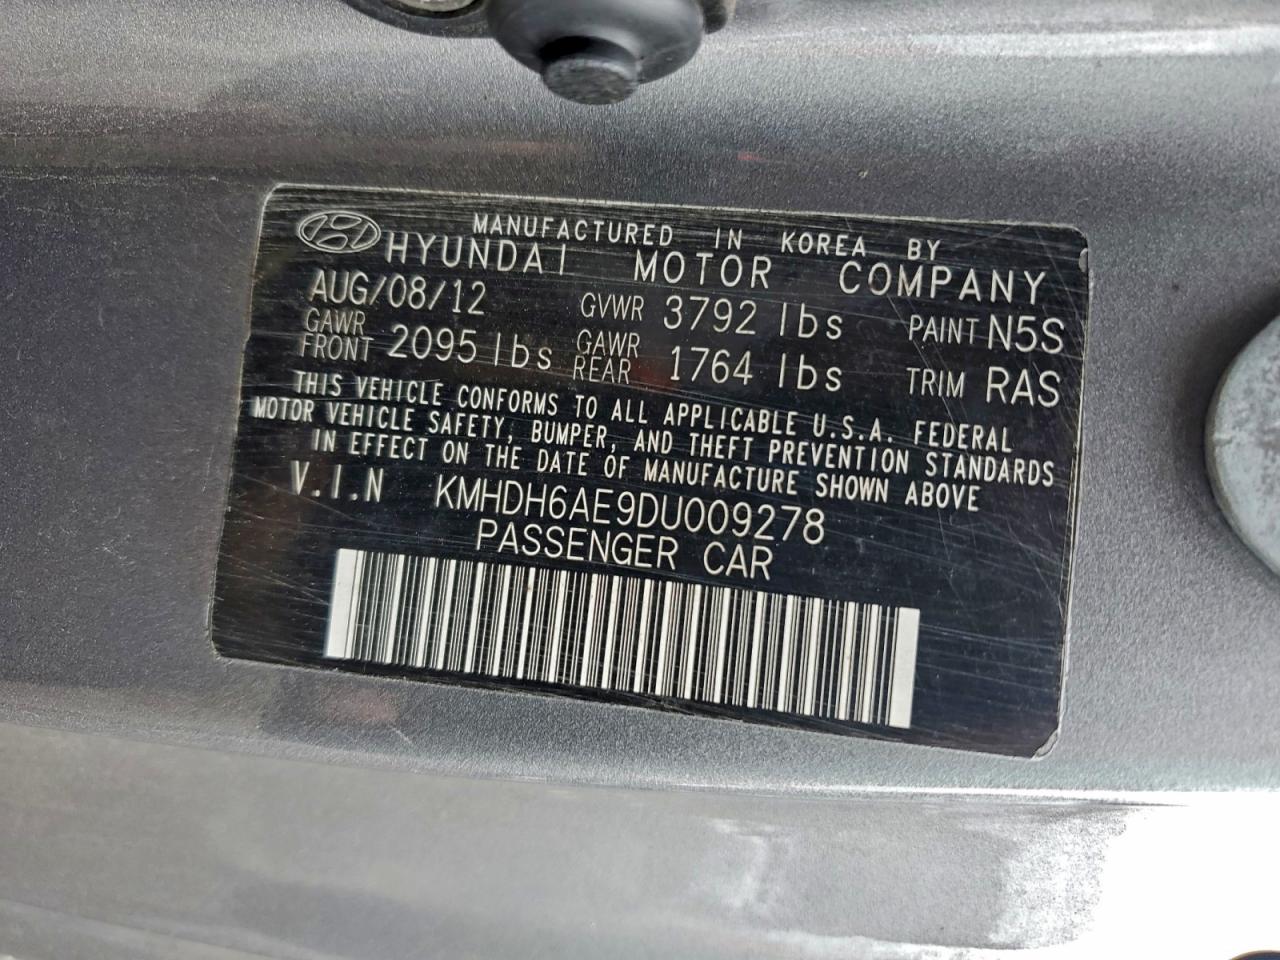 MANUFACTURED IN KOREA BY
HYUNDAI MOTOR COMPANY
AUG/08/12 GVWR 3792 lbs PAINT N5S
GAWR FRONT 2095 lbs GAWR REAR 1764 lbs TRIM RAS
THIS VEHICLE CONFORMS TO ALL APPLICABLE U.S.A. FEDERAL
MOTOR VEHICLE SAFETY, BUMPER, AND THEFT PREVENTION STANDARDS
IN EFFECT ON THE DATE OF MANUFACTURE SHOWN ABOVE
V.I.N KMHDH6AE9DU009278
PASSENGER CAR